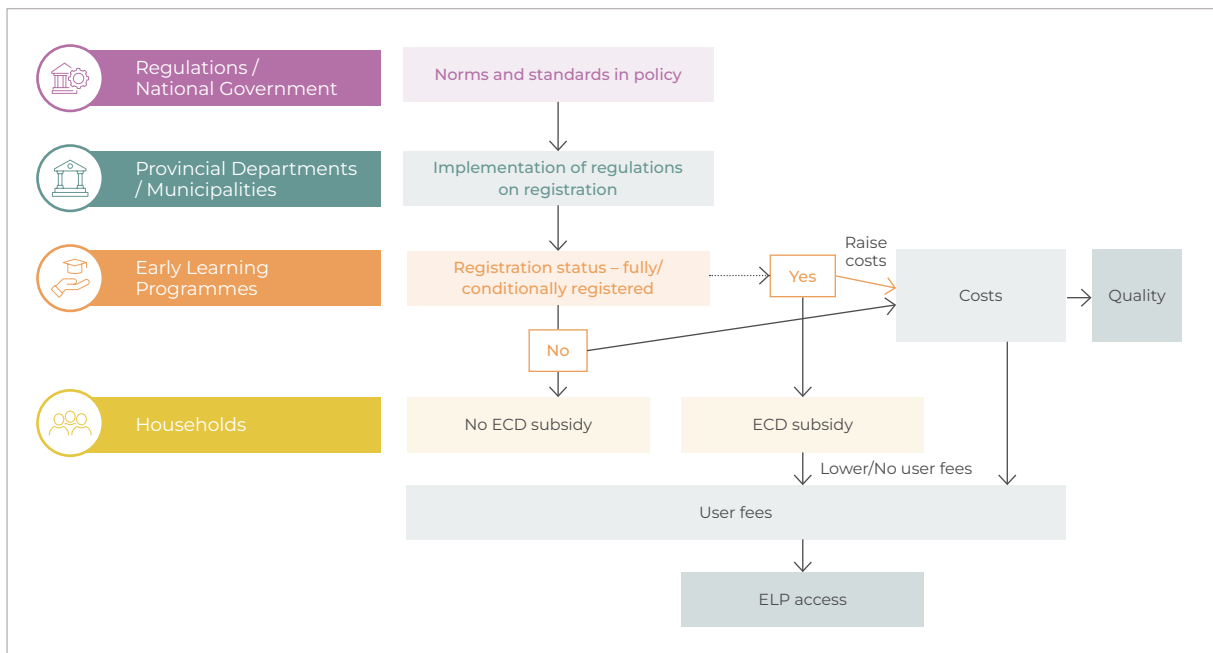 Regulations /
National Government
Norms and standards in policy
Provincial Departments
/ Municipalities
Implementation of regulations
on registration
Early Learning
Programmes
Registration status – fully/
conditionally registered
Yes
Raise
costs
Costs
Quality
No
Households
No ECD subsidy
ECD subsidy
Lower/No user fees
User fees
ELP access